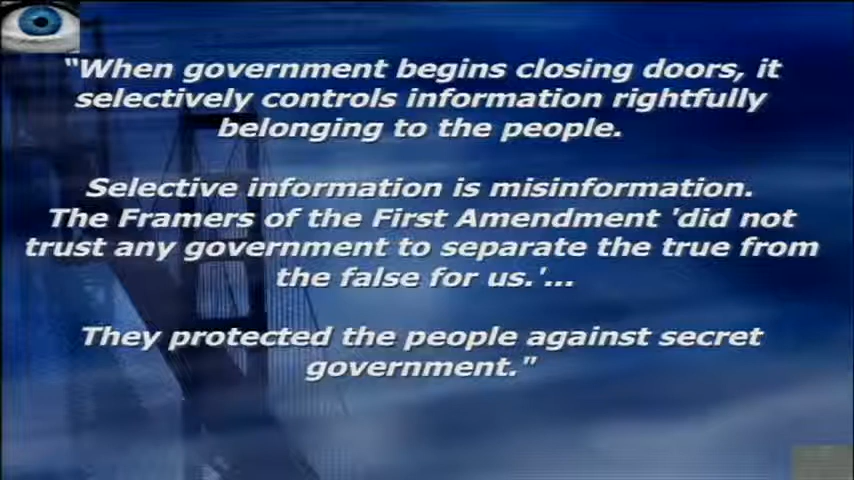 “When government begins closing doors, it
selectively controls information rightfully
belonging to the people.
Selective information is misinformation.
The Framers of the First Amendment 'did not
trust any government to separate the true from
the false for us.'...
They protected the people against secret
government."